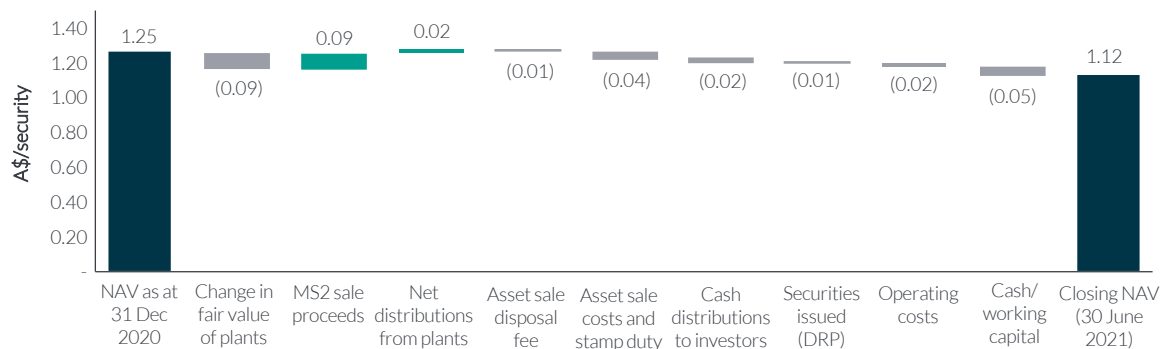 A$/security
1.40
1.20
1.00
0.80
0.60
0.40
0.20
-
1.25
(0.09)
0.09
0.02
(0.01)
(0.04)
(0.02)
(0.01)
(0.02)
(0.05)
1.12
NAV as at
31 Dec
2020
Change in
fair value
of plants
MS2 sale
proceeds
Net
distributions
from plants
Asset sale
disposal
fee
Asset sale
costs and
stamp duty
Cash
distributions
to investors
Securities
issued
(DRP)
Operating
costs
Cash/
working
capital
Closing NAV
(30 June
2021)